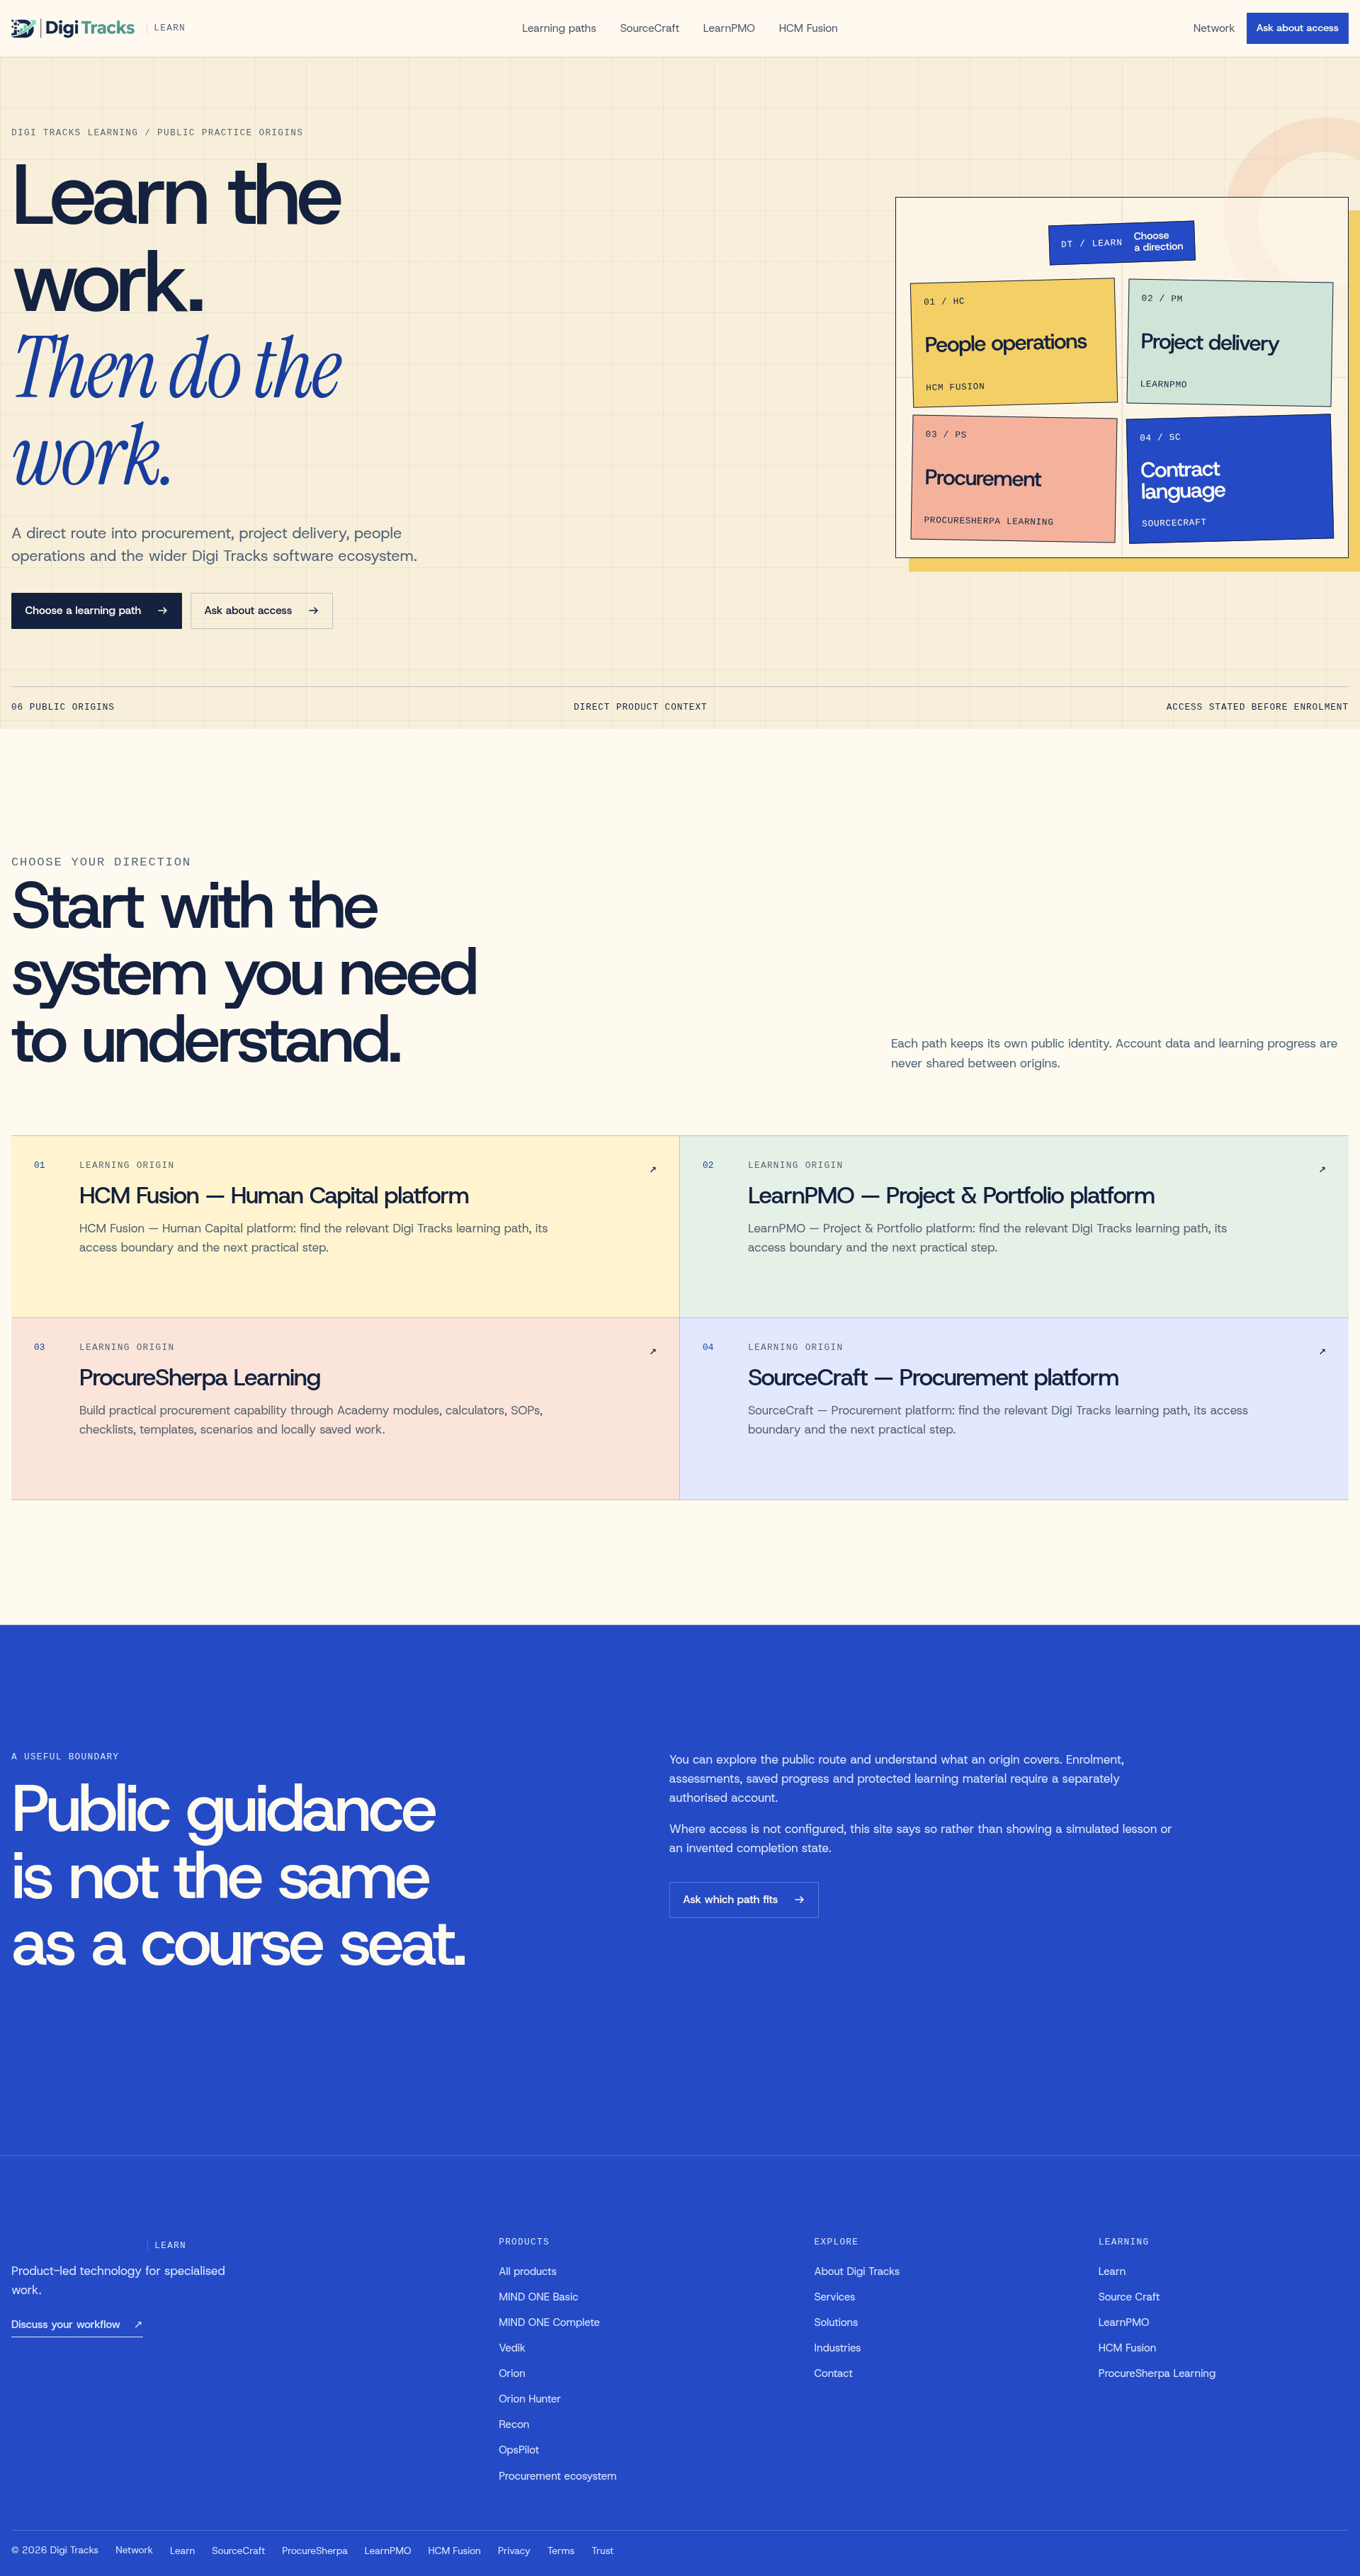 Digi Tracks
LEARN
Learning paths
SourceCraft
LearnPMO
HCM Fusion
Network
Ask about access
DIGI TRACKS LEARNING / PUBLIC PRACTICE ORIGINS
Learn the
work.
Then do the
work.
A direct route into procurement, project delivery, people
operations and the wider Digi Tracks software ecosystem.
Choose a learning path →
Ask about access →
DT / LEARN
Choose
a direction
01 / HC
People operations
HCM FUSION
02 / PM
Project delivery
LEARNPMO
03 / PS
Procurement
PROCURESHERPA LEARNING
04 / SC
Contract
language
SOURCECRAFT
06 PUBLIC ORIGINS
DIRECT PRODUCT CONTEXT
ACCESS STATED BEFORE ENROLMENT
CHOOSE YOUR DIRECTION
Start with the
system you need
to understand.
Each path keeps its own public identity. Account data and learning progress are
never shared between origins.
01
LEARNING ORIGIN
↗
HCM Fusion — Human Capital platform
HCM Fusion — Human Capital platform: find the relevant Digi Tracks learning path, its
access boundary and the next practical step.
02
LEARNING ORIGIN
↗
LearnPMO — Project & Portfolio platform
LearnPMO — Project & Portfolio platform: find the relevant Digi Tracks learning path, its
access boundary and the next practical step.
03
LEARNING ORIGIN
↗
ProcureSherpa Learning
Build practical procurement capability through Academy modules, calculators, SOPs,
checklists, templates, scenarios and locally saved work.
04
LEARNING ORIGIN
↗
SourceCraft — Procurement platform
SourceCraft — Procurement platform: find the relevant Digi Tracks learning path, its access
boundary and the next practical step.
A USEFUL BOUNDARY
Public guidance
is not the same
as a course seat.
You can explore the public route and understand what an origin covers. Enrolment,
assessments, saved progress and protected learning material require a separately
authorised account.
Where access is not configured, this site says so rather than showing a simulated lesson or
an invented completion state.
Ask which path fits →
LEARN
Product-led technology for specialised
work.
Discuss your workflow ↗
PRODUCTS
All products
MIND ONE Basic
MIND ONE Complete
Vedik
Orion
Orion Hunter
Recon
OpsPilot
Procurement ecosystem
EXPLORE
About Digi Tracks
Services
Solutions
Industries
Contact
LEARNING
Learn
Source Craft
LearnPMO
HCM Fusion
ProcureSherpa Learning
© 2026 Digi Tracks
Network
Learn
SourceCraft
ProcureSherpa
LearnPMO
HCM Fusion
Privacy
Terms
Trust